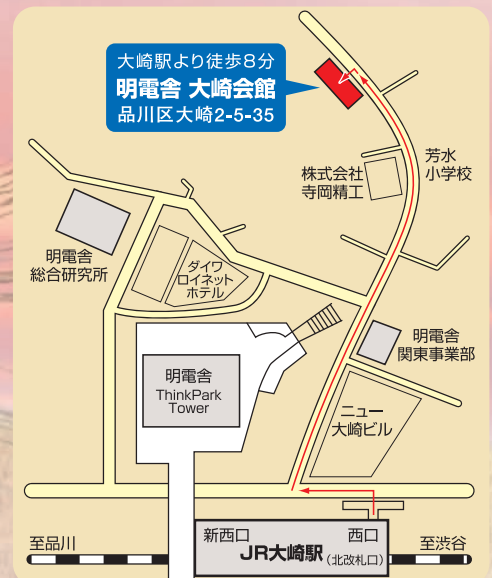 大崎駅より徒歩8分
明電舎 大崎会館
品川区大崎2-5-35
芳水
小学校
株式会社
寺岡精工
明電舎
総合研究所
ダイワ
ロイネット
ホテル
明電舎
関東事業部
明電舎
ThinkPark
Tower
ニュー
大崎ビル
新西口
西口
至品川
JR大崎駅
(北改札口)
至渋谷